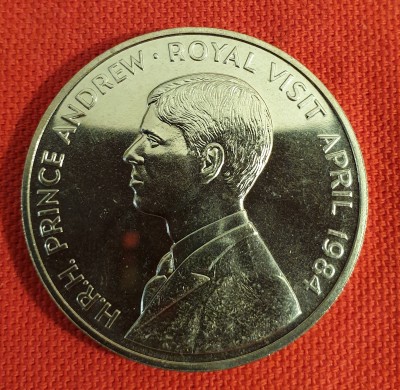 H.R.H. PRINCE ANDREW · ROYAL VISIT APRIL 1984